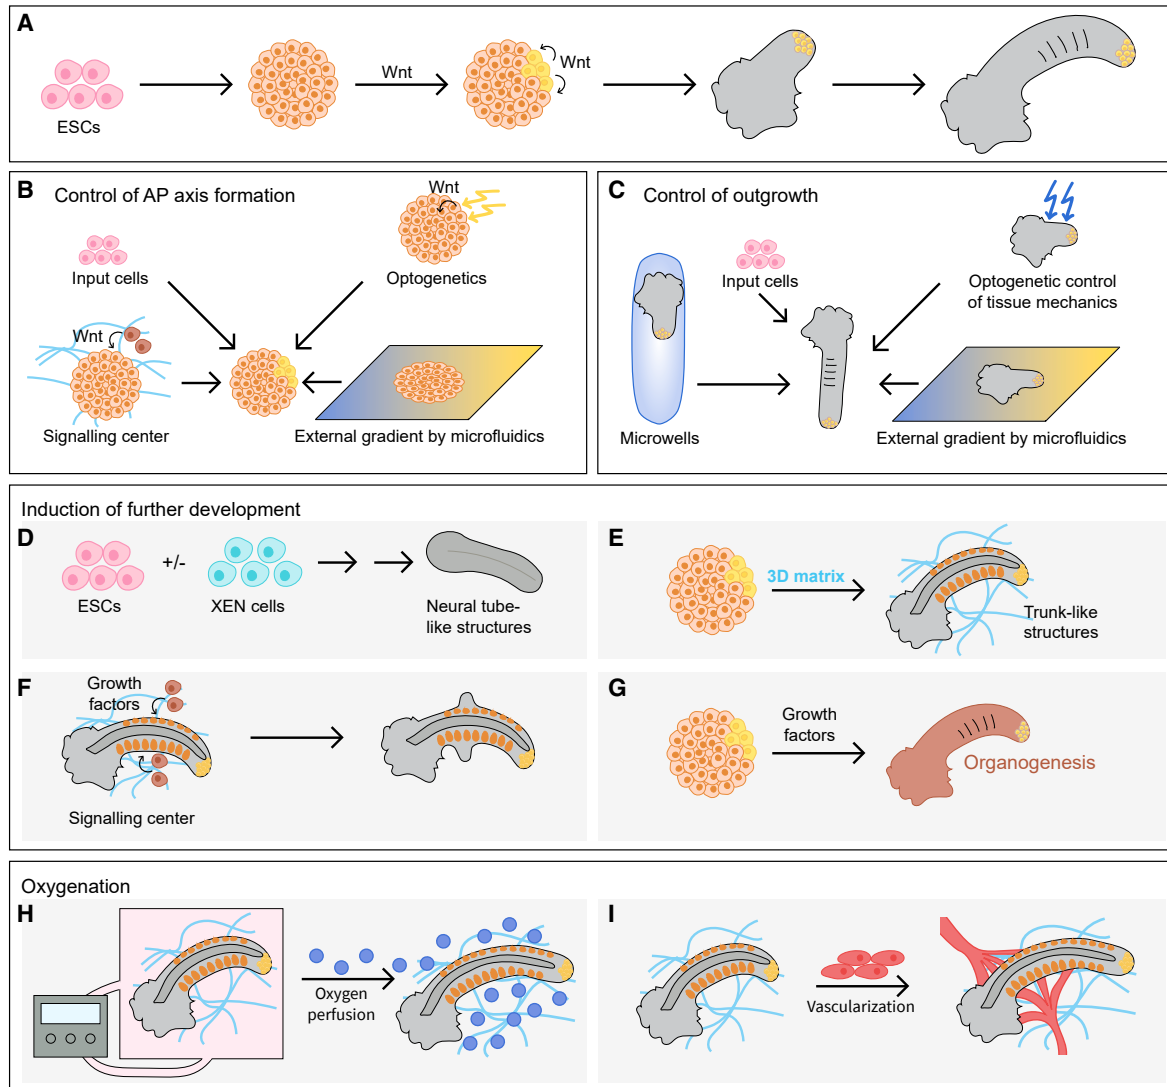 A
ESCs
Wnt
Wnt
B
Control of AP axis formation
Wnt
Input cells
Optogenetics
Wnt
Signalling center
External gradient by microfluidics
C
Control of outgrowth
Input cells
Optogenetic control
of tissue mechanics
Microwells
External gradient by microfluidics
Induction of further development
D
ESCs
+/-
XEN cells
Neural tube-
like structures
E
3D matrix
Trunk-like
structures
F
Growth
factors
Signalling center
G
Growth
factors
Organogenesis
Oxygenation
H
Oxygen
perfusion
I
Vascularization